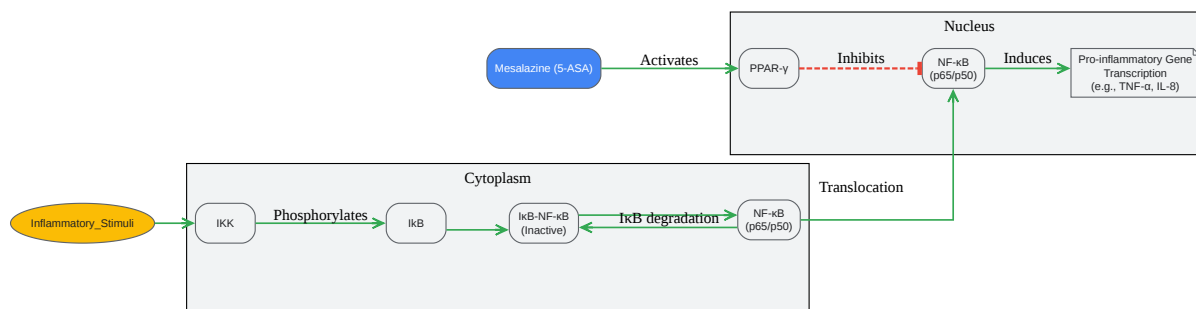 Nucleus
Mesalazine (5-ASA)
Activates
PPAR-γ
Inhibits
NF-κB
(p65/p50)
Induces
Pro-inflammatory Gene
Transcription
(e.g., TNF-α, IL-8)
Cytoplasm
Translocation
Inflammatory_Stimuli
IKK
Phosphorylates
IκB
IκB-NF-κB
(Inactive)
IκB degradation
NF-κB
(p65/p50)